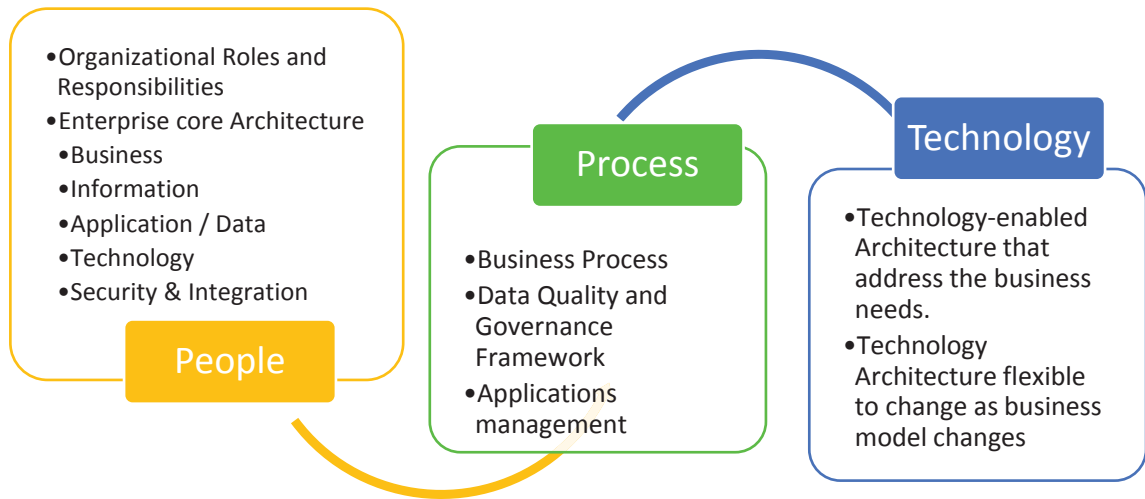 •Organizational Roles and
Responsibilities
•Enterprise core Architecture
•Business
•Information
•Application / Data
•Technology
•Security & Integration
People
Process
•Business Process
•Data Quality and
Governance
Framework
•Applications
management
Technology
•Technology-enabled
Architecture that
address the business
needs.
•Technology
Architecture flexible
to change as business
model changes